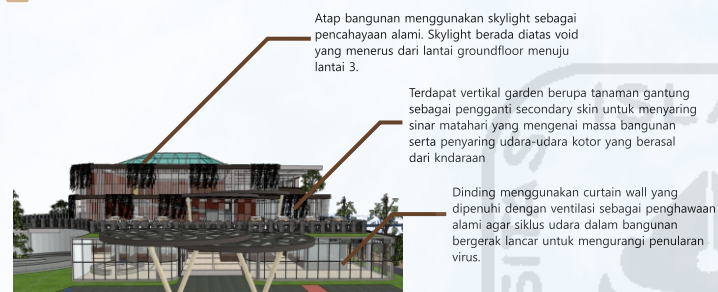 Atap bangunan menggunakan skylight sebagai
pencahayaan alami. Skylight berada diatas void
yang menerus dari lantai groundfloor menuju
lantai 3.
Terdapat vertikal garden berupa tanaman gantung
sebagai pengganti secondary skin untuk menyaring
sinar matahari yang mengenai massa bangunan
serta penyaring udara-udara kotor yang berasal
dari kndaraan
Dinding menggunakan curtain wall yang
dipenuhi dengan ventilasi sebagai penghawaan
alami agar siklus udara dalam bangunan
bergerak lancar untuk mengurangi penularan
virus.